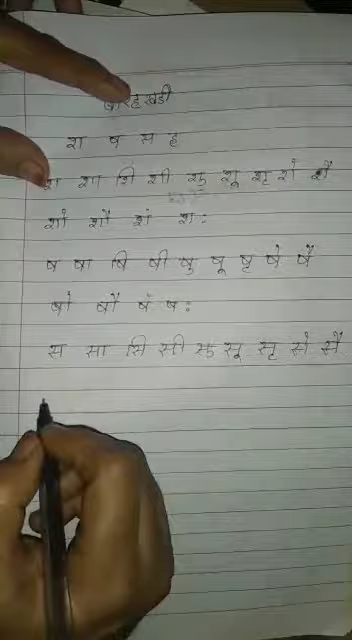 बारहखडी
श ष स ह
श शा शि शी शु शू शृ शे शै
शो शौ शं शः
ष षा षि षी षु षू षृ षे षै
षो षौ षं षः
स सा सि सी सु सू सृ से सै